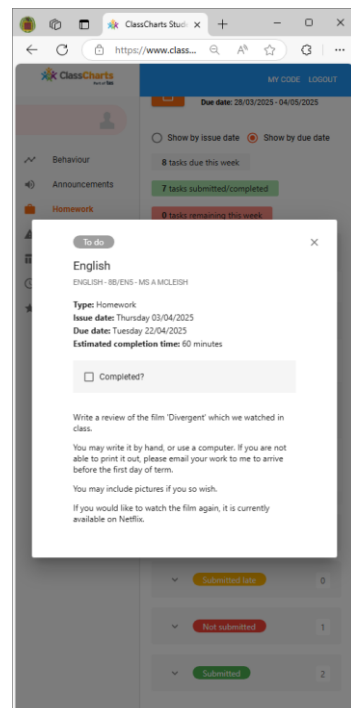 ClassCharts Stude
https://www.class...
ClassCharts
MY CODE LOGOUT
Due date: 28/03/2025 - 04/05/2025
Show by issue date Show by due date
Behaviour
8 tasks due this week
Announcements
7 tasks submitted/completed
Homework
0 tasks remaining this week
To do
English
ENGLISH - 8B/EN5 - MS A MCLEISH
Type: Homework
Issue date: Thursday 03/04/2025
Due date: Tuesday 22/04/2025
Estimated completion time: 60 minutes
Completed?
Write a review of the film 'Divergent' which we watched in
class.
You may write it by hand, or use a computer. If you are not
able to print it out, please email your work to me to arrive
before the first day of term.
You may include pictures if you so wish.
If you would like to watch the film again, it is currently
available on Netflix.
Submitted late 0
Not submitted 1
Submitted 2